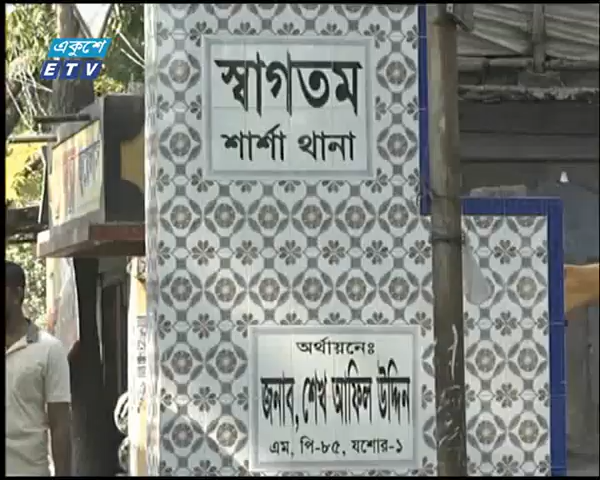 একুশে
ETV
স্বাগতম
শার্শা থানা
অর্থায়নেঃ
জনাব, শেখ আফিল উদ্দিন
এম, পি-৮৫, যশোর-১